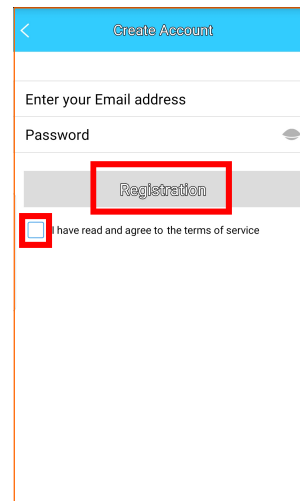 Create Account
Enter your Email address
Password
Registration
I have read and agree to the terms of service